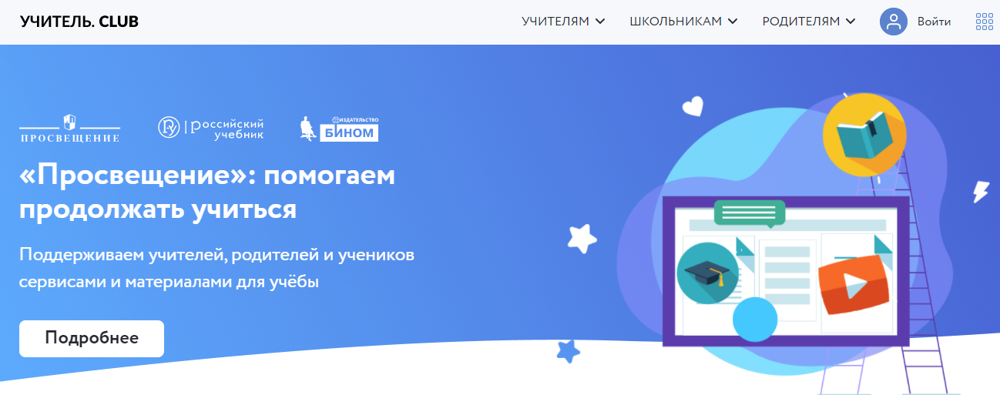 УЧИТЕЛЬ. CLUB
УЧИТЕЛЯМ
ШКОЛЬНИКАМ
РОДИТЕЛЯМ
Войти
ПРОСВЕЩЕНИЕ
Российский
учебник
ИЗДАТЕЛЬСТВО
БИНОМ
«Просвещение»: помогаем
продолжать учиться
Поддерживаем учителей, родителей и учеников
сервисами и материалами для учёбы
Подробнее